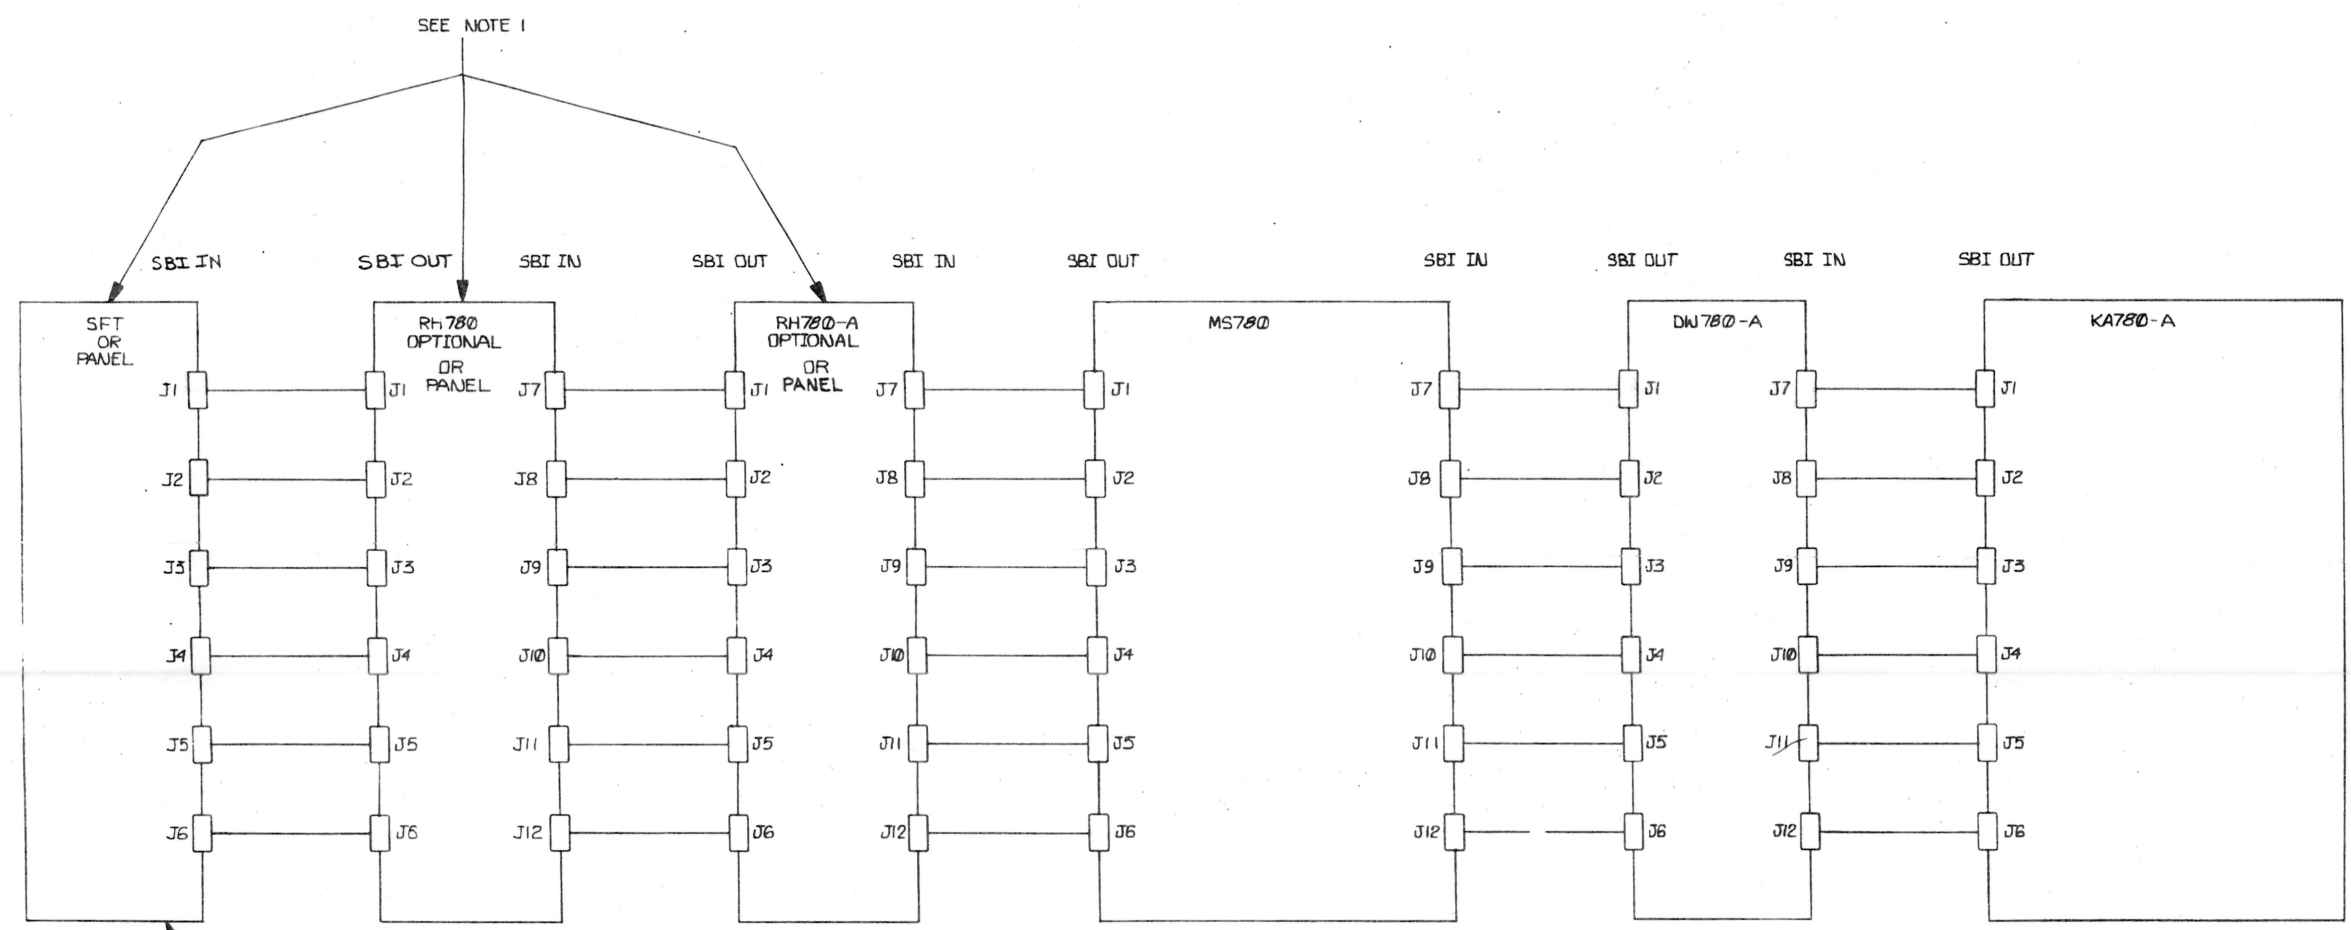 SEE NOTE 1
SBI IN
SBI OUT
SBI IN
SBI OUT
SBI IN
SBI OUT
SBI IN
SBI OUT
SBI IN
SBI OUT
SFT
OR
PANEL
RH780
OPTIONAL
OR
PANEL
RH780-A
OPTIONAL
OR
PANEL
MS780
DW780-A
KA780-A
J1 J1 J7 J1 J7 J1 J7 J1 J7 J1
J2 J2 J8 J2 J8 J2 J8 J2 J8 J2
J3 J3 J9 J3 J9 J3 J9 J3 J9 J3
J4 J4 J10 J4 J10 J4 J10 J4 J10 J4
J5 J5 J11 J5 J11 J5 J11 J5 J11 J5
J6 J6 J12 J6 J12 J6 J12 J6 J12 J6